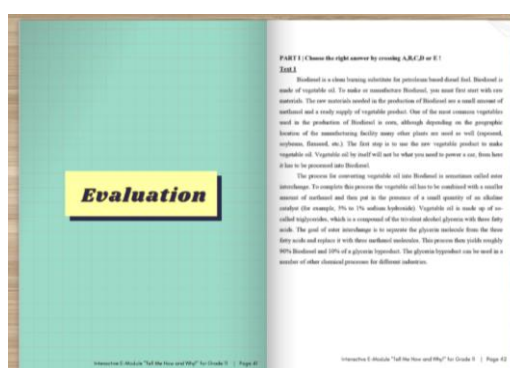 Evaluation
Interactive E-Module "Tell Me How and Why!" for Grade 11 | Page 41
PART I | Choose the right answer by crossing A,B,C,D or E !
Text 1
Biodiesel is a clean burning substitute for petroleum based diesel fuel. Biodiesel is
made of vegetable oil. To make or manufacture Biodiesel, you must first start with raw
materials. The raw materials needed in the production of Biodiesel are a small amount of
methanol and a ready supply of vegetable product. One of the most common vegetables
used in the production of Biodiesel is corn, although depending on the geographic
location of the manufacturing facility many other plants are used as well (rapeseed,
soybeans, flaxseed, etc.). The first step is to use the raw vegetable product to make
vegetable oil. Vegetable oil by itself will not be what you need to power a car, from here
it has to be processed into Biodiesel.
The process for converting vegetable oil into Biodiesel is sometimes called ester
interchange. To complete this process the vegetable oil has to be combined with a smaller
amount of methanol and then put in the presence of a small quantity of an alkaline
catalyst (for example, 5% to 1% sodium hydroxide). Vegetable oil is made up of so-
called triglycerides, which is a compound of the trivalent alcohol glycerin with three fatty
acids. The goal of ester interchange is to separate the glycerin molecule from the three
fatty acids and replace it with three methanol molecules. This process then yields roughly
90% Biodiesel and 10% of a glycerin byproduct. The glycerin byproduct can be used in a
number of other chemical processes for different industries.
Interactive E-Module "Tell Me How and Why!" for Grade 11 | Page 42